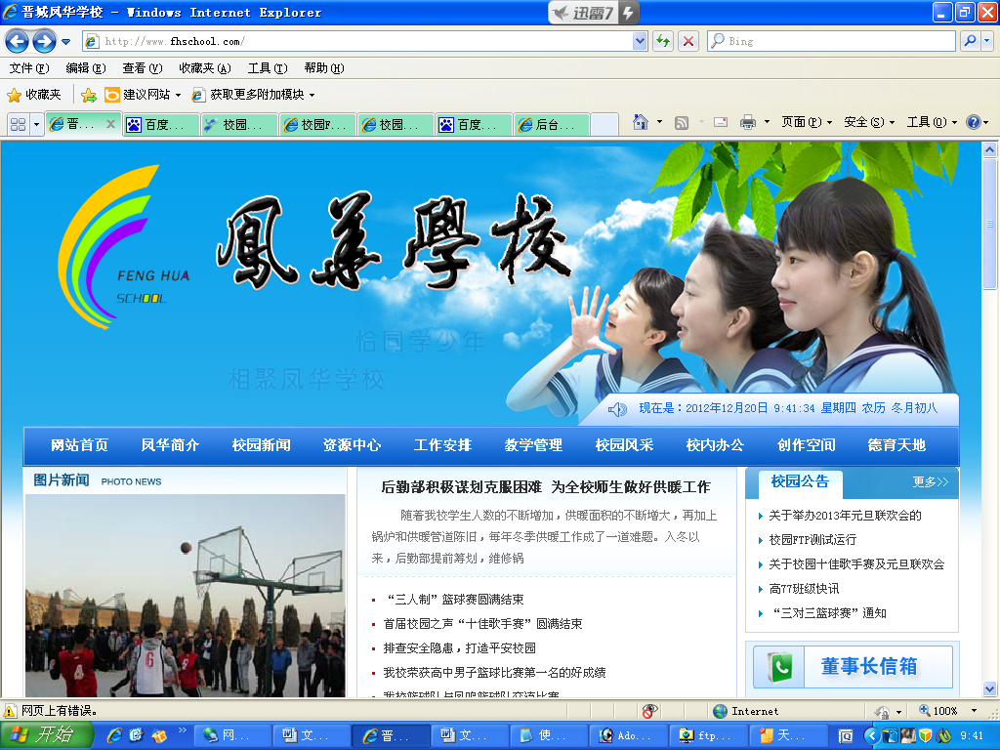 晋城凤华学校 - Windows Internet Explorer
迅雷7
http://www.fhschool.com/
Bing
文件(F) 编辑(E) 查看(V) 收藏夹(A) 工具(T) 帮助(H)
收藏夹 建议网站 获取更多附加模块
晋... 百度... 校园... 校园F... 校园... 百度... 后台... 页面(P) 安全(S) 工具(O)
鳳華學校
FENG HUA
SCHOOL
恰同学少年
相聚凤华学校
现在是：2012年12月20日 9:41:34 星期四 农历 冬月初八
网站首页 凤华简介 校园新闻 资源中心 工作安排 教学管理 校园风采 校内办公 创作空间 德育天地
图片新闻 PHOTO NEWS
4
6
9
后勤部积极谋划克服困难 为全校师生做好供暖工作
随着我校学生人数的不断增加，供暖面积的不断增大，再加上
锅炉和供暖管道陈旧，每年冬季供暖工作成了一道难题。入冬以
来，后勤部提前筹划，维修锅
“三人制”篮球赛圆满结束
首届校园之声“十佳歌手赛”圆满结束
排查安全隐患，打造平安校园
我校荣获高中男子篮球比赛第一名的好成绩
校园公告 更多>>
关于举办2013年元旦联欢会的
校园FTP测试运行
关于校园十佳歌手赛及元旦联欢会
高77班级快讯
“三对三篮球赛”通知
董事长信箱
网页上有错误。 Internet 100%
开始 网... 文... 晋... 文... 使... Ado... ftp... 天... 9:41